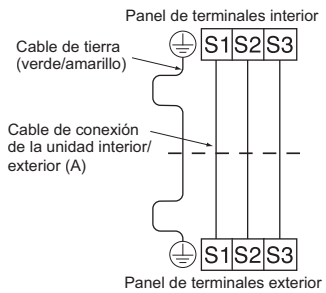 Panel de terminales interior
Cable de tierra
(verde/amarillo)
S1 S2 S3
Cable de conexión
de la unidad interior/
exterior (A)
S1 S2 S3
Panel de terminales exterior